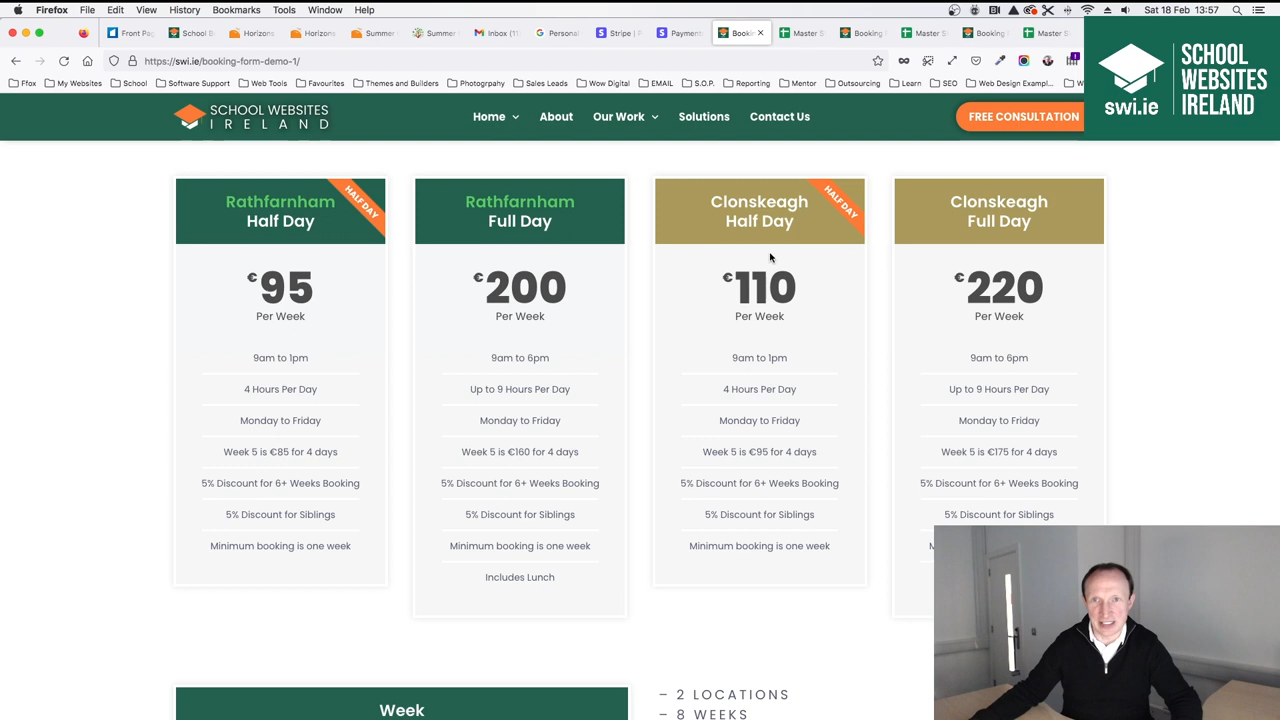 Firefox File Edit View History Bookmarks Tools Window Help
Sat 18 Feb 13:57
Front Pag
School B
Horizons
Horizo
Summer
Summer
Inbox (1
Personal
Stripe |
Payment
Bookin
Master S
Booking
Master S
Booking
Master S
https://swi.ie/booking-form-demo-1/
Ffox My Websites School Software Support Web Tools Favourites Themes and Builders Photogrpahy Sales Leads Wow Digital EMAIL S.O.P. Reporting Mentor Outsourcing Learn SEO Web Design Exampl...
swi.ie
SCHOOL
WEBSITES
IRELAND
SCHOOL WEBSITES
IRELAND
Home About Our Work Solutions Contact Us
FREE CONSULTATION
Rathfarnham
Half Day
HALF DAY
€95
Per Week
9am to 1pm
4 Hours Per Day
Monday to Friday
Week 5 is €85 for 4 days
5% Discount for 6+ Weeks Booking
5% Discount for Siblings
Minimum booking is one week
Rathfarnham
Full Day
€200
Per Week
9am to 6pm
Up to 9 Hours Per Day
Monday to Friday
Week 5 is €160 for 4 days
5% Discount for 6+ Weeks Booking
5% Discount for Siblings
Minimum booking is one week
Includes Lunch
Clonskeagh
Half Day
HALF DAY
€110
Per Week
9am to 1pm
4 Hours Per Day
Monday to Friday
Week 5 is €95 for 4 days
5% Discount for 6+ Weeks Booking
5% Discount for Siblings
Minimum booking is one week
Clonskeagh
Full Day
€220
Per Week
9am to 6pm
Up to 9 Hours Per Day
Monday to Friday
Week 5 is €175 for 4 days
5% Discount for 6+ Weeks Booking
5% Discount for Siblings
Week
– 2 LOCATIONS
– 8 WEEKS